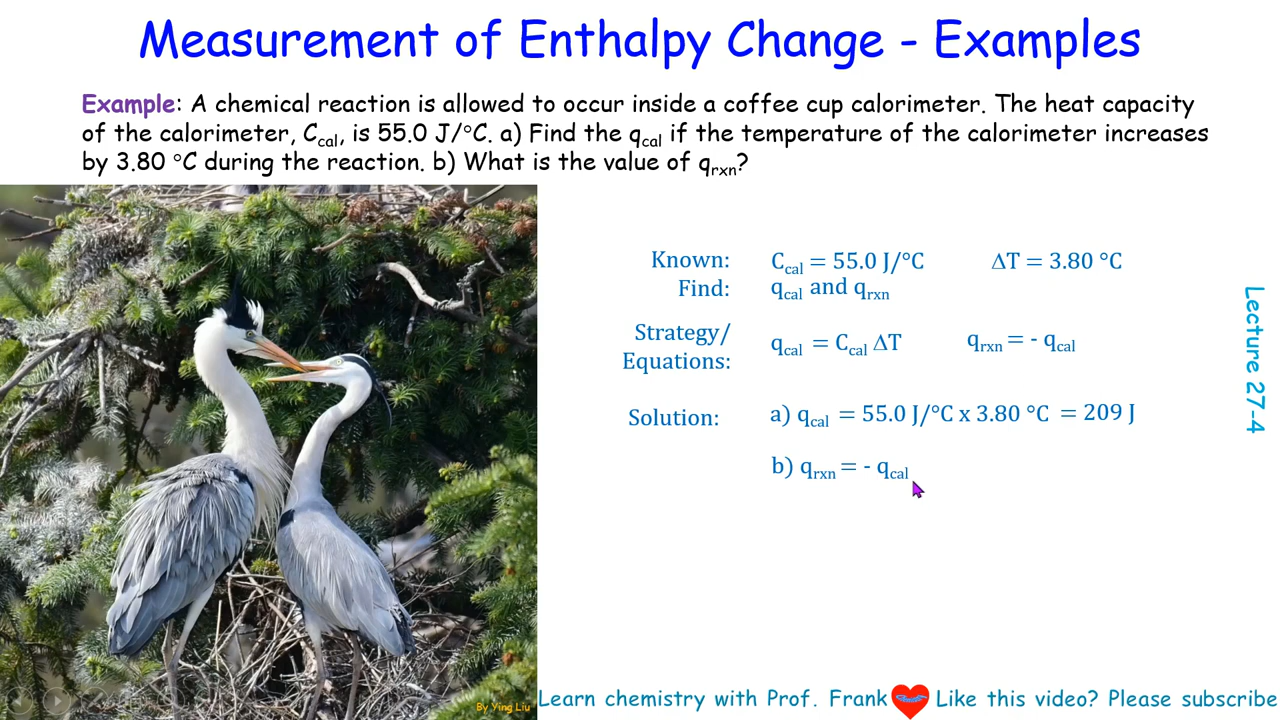 Measurement of Enthalpy Change - Examples
Example: A chemical reaction is allowed to occur inside a coffee cup calorimeter. The heat capacity
of the calorimeter, Ccal, is 55.0 J/°C. a) Find the qcal if the temperature of the calorimeter increases
by 3.80 °C during the reaction. b) What is the value of qrxn?
Known: Ccal = 55.0 J/°C ΔT = 3.80 °C
Find: qcal and qrxn
Strategy/
Equations: qcal = Ccal ΔT qrxn = - qcal
Solution: a) qcal = 55.0 J/°C x 3.80 °C = 209 J
b) qrxn = - qcal
Lecture 27-4
By Ying Liu
Learn chemistry with Prof. Frank Like this video? Please subscribe